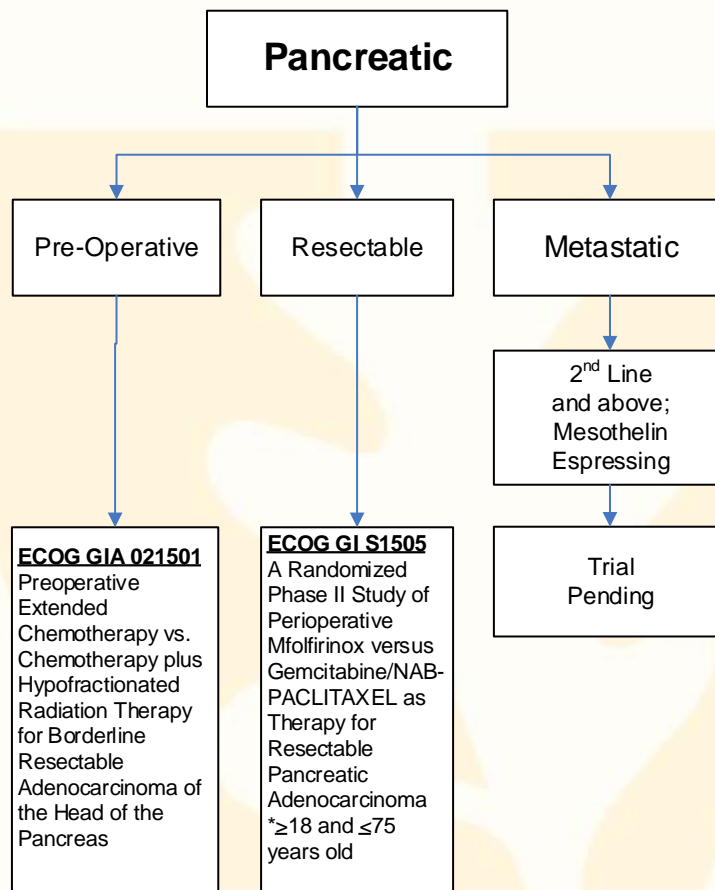 Pancreatic
Pre-Operative
Resectable
Metastatic
2nd Line
and above;
Mesothelin
Espressing
ECOG GIA 021501
Preoperative
Extended
Chemotherapy vs.
Chemotherapy plus
Hypofractionated
Radiation Therapy
for Borderline
Resectable
Adenocarcinoma of
the Head of the
Pancreas
ECOG GI S1505
A Randomized
Phase II Study of
Perioperative
Mfolfirinox versus
Gemcitabine/NAB-
PACLITAXEL as
Therapy for
Resectable
Pancreatic
Adenocarcinoma
*≥18 and ≤75
years old
Trial
Pending